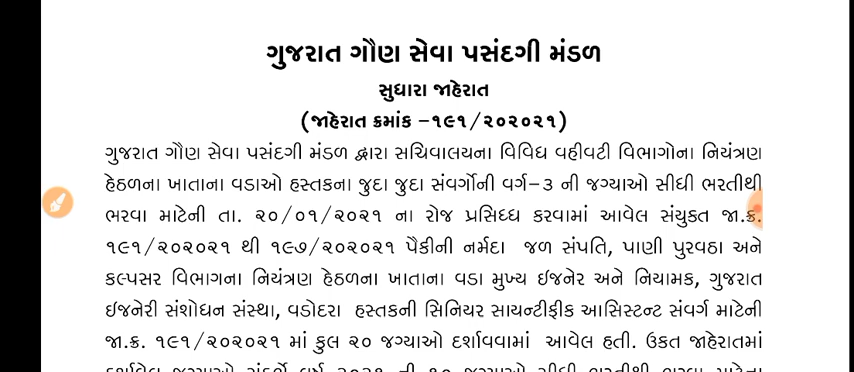 ગુજરાત ગૌણ સેવા પસંદગી મંડળ
સુધારા જાહેરાત
(જાહેરાત ક્રમાંક -૧૯૧/૨૦૨૦૨૧)
ગુજરાત ગૌણ સેવા પસંદગી મંડળ દ્વારા સચિવાલયના વિવિધ વહીવટી વિભાગોના નિયંત્રણ
હેઠળના ખાતાના વડાઓ હસ્તકના જુદા જુદા સંવર્ગોની વર્ગ-૩ ની જગ્યાઓ સીધી ભરતીથી
ભરવા માટેની તા. ૨૦/૦૧/૨૦૨૧ ના રોજ પ્રસિધ્ધ કરવામાં આવેલ સંયુક્ત જા.ક્ર.
૧૯૧/૨૦૨૦૨૧ થી ૧૯૭/૨૦૨૦૨૧ પૈકીની નર્મદા જળ સંપતિ, પાણી પુરવઠા અને
કલ્પસર વિભાગના નિયંત્રણ હેઠળના ખાતાના વડા મુખ્ય ઇજનેર અને નિયામક, ગુજરાત
ઇજનેરી સંશોધન સંસ્થા, વડોદરા હસ્તકની સિનિયર સાયન્ટીફીક આસિસ્ટન્ટ સંવર્ગ માટેની
જા.ક્ર. ૧૯૧/૨૦૨૦૨૧ માં કુલ ૨૦ જગ્યાઓ દર્શાવવામાં આવેલ હતી. ઉકત જાહેરાતમાં